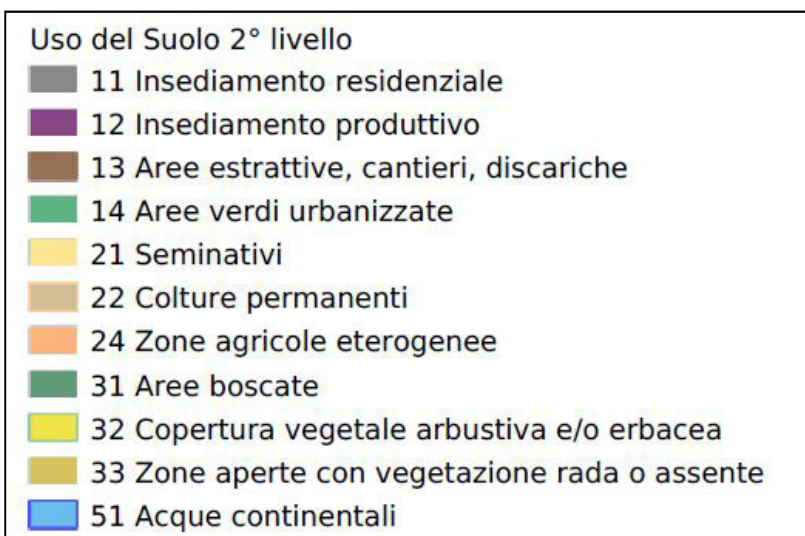 Uso del Suolo 2° livello
11 Insediamento residenziale
12 Insediamento produttivo
13 Aree estrattive, cantieri, discariche
14 Aree verdi urbanizzate
21 Seminativi
22 Colture permanenti
24 Zone agricole eterogenee
31 Aree boscate
32 Copertura vegetale arbustiva e/o erbacea
33 Zone aperte con vegetazione rada o assente
51 Acque continentali